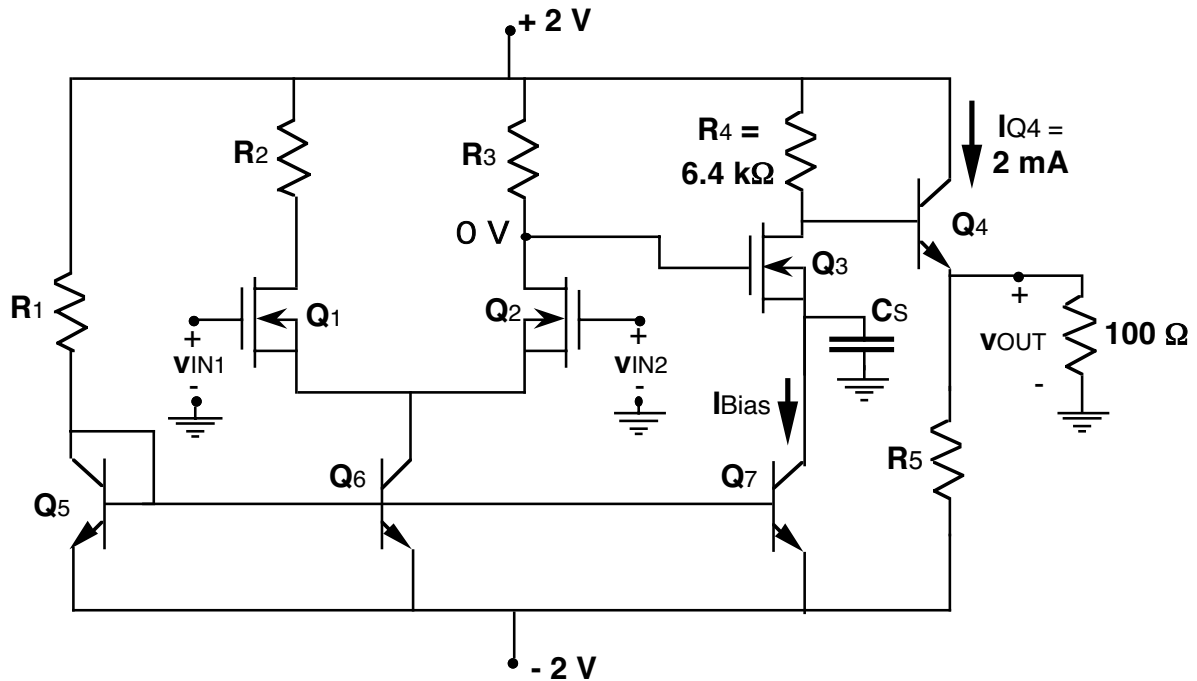 + 2 V
R2
R3
R4 =
6.4 kΩ
IQ4 =
2 mA
0 V
Q4
Q3
R1
Q1
Q2
CS
+
vIN1
-
+
vIN2
-
+
vOUT
-
100 Ω
IBias
R5
Q5
Q6
Q7
- 2 V